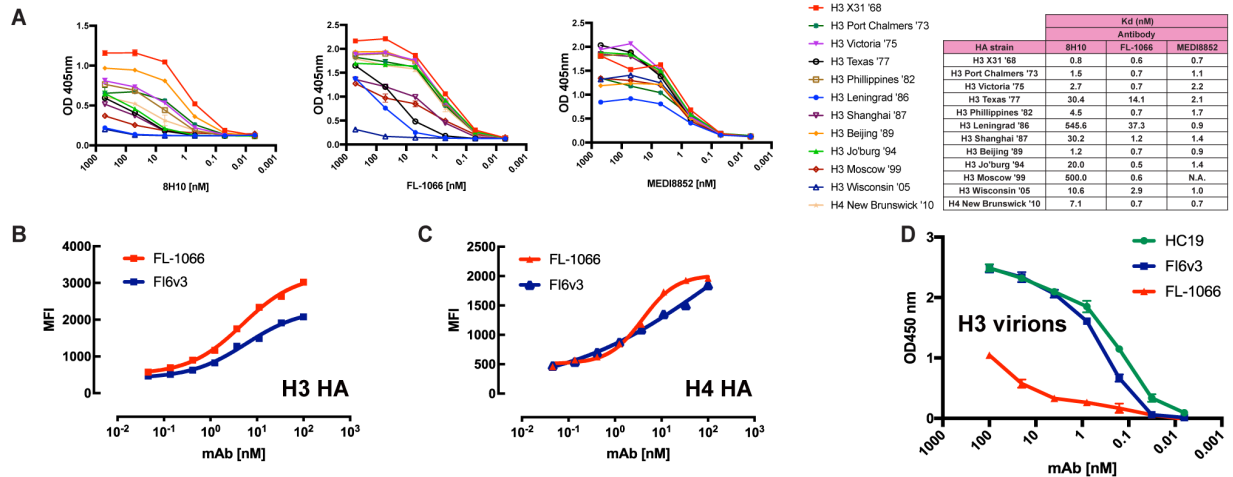 A
OD 405nm
1.5
1.0
0.5
0.0
1000
100
10
1
0.1
0.01
0.001
8H10 [nM]
OD 405nm
2.5
2.0
1.5
1.0
0.5
0.0
1000
100
10
1
0.1
0.01
0.001
FL-1066 [nM]
OD 405nm
2.5
2.0
1.5
1.0
0.5
0.0
1000
100
10
1
0.1
0.01
0.001
MEDI8852 [nM]
H3 X31 '68
H3 Port Chalmers '73
H3 Victoria '75
H3 Texas '77
H3 Phillippines '82
H3 Leningrad '86
H3 Shanghai '87
H3 Beijing '89
H3 Jo'burg '94
H3 Moscow '99
H3 Wisconsin '05
H4 New Brunswick '10
Kd (nM)
Antibody
HA strain 8H10 FL-1066 MEDI8852
H3 X31 '68 0.8 0.6 0.7
H3 Port Chalmers '73 1.5 0.7 1.1
H3 Victoria '75 2.7 0.7 2.2
H3 Texas '77 30.4 14.1 2.1
H3 Phillippines '82 4.5 0.7 1.7
H3 Leningrad '86 545.6 37.3 0.9
H3 Shanghai '87 30.2 1.2 1.4
H3 Beijing '89 1.2 0.7 0.9
H3 Jo'burg '94 20.0 0.5 1.4
H3 Moscow '99 500.0 0.6 N.A.
H3 Wisconsin '05 10.6 2.9 1.0
H4 New Brunswick '10 7.1 0.7 0.7
B
MFI
4000
3000
2000
1000
0
FL-1066
FI6v3
H3 HA
10-2 10-1 100 101 102 103
mAb [nM]
C
MFI
2500
2000
1500
1000
500
0
FL-1066
FI6v3
H4 HA
10-2 10-1 100 101 102 103
mAb [nM]
D
OD450 nm
3
2
1
0
HC19
FI6v3
FL-1066
H3 virions
1000
100
10
1
0.1
0.01
0.001
mAb [nM]